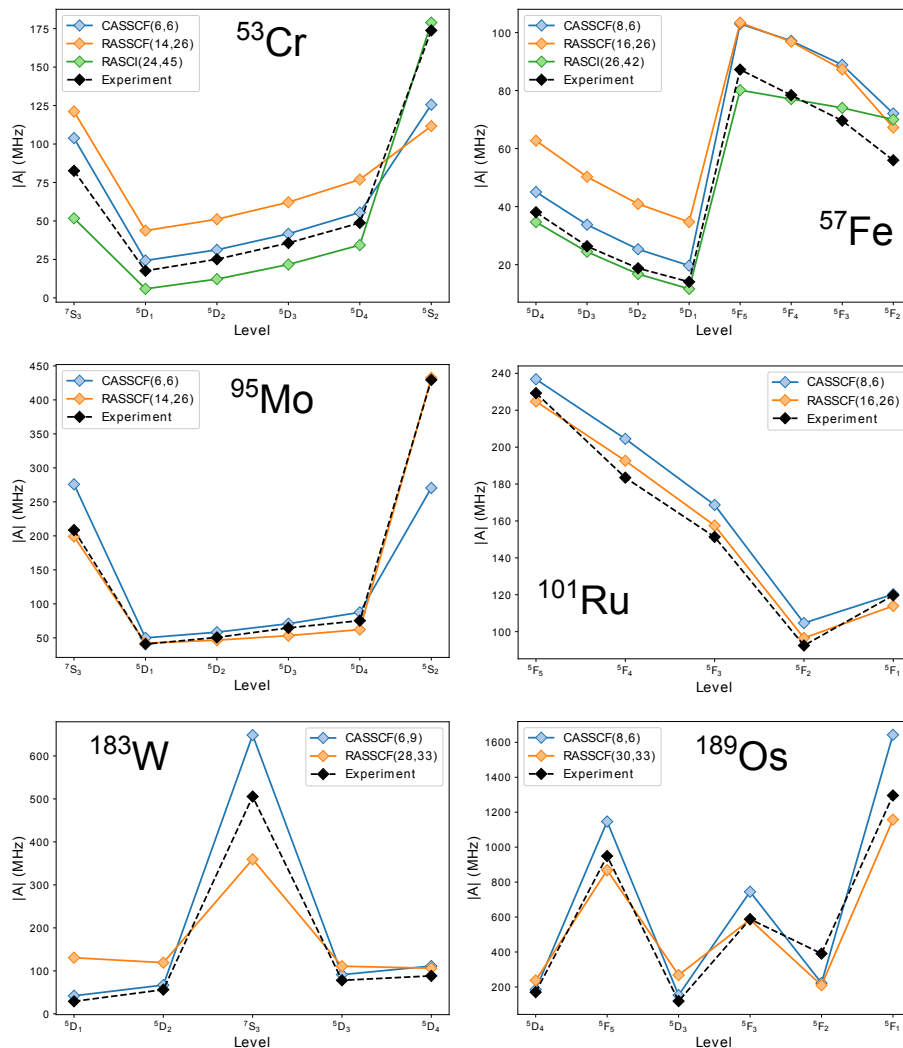 ⁵³Cr
CASSCF(6,6)
RASSCF(14,26)
RASCI(24,45)
Experiment
|A| (MHz)
175
150
125
100
75
50
25
0
⁷S₃ ⁵D₁ ⁵D₂ ⁵D₃ ⁵D₄ ⁵S₂
Level
⁵⁷Fe
CASSCF(8,6)
RASSCF(16,26)
RASCI(26,42)
Experiment
|A| (MHz)
100
80
60
40
20
⁵D₄ ⁵D₃ ⁵D₂ ⁵D₁ ⁵F₅ ⁵F₄ ⁵F₃ ⁵F₂
Level
⁹⁵Mo
CASSCF(6,6)
RASSCF(14,26)
Experiment
|A| (MHz)
450
400
350
300
250
200
150
100
50
⁷S₃ ⁵D₁ ⁵D₂ ⁵D₃ ⁵D₄ ⁵S₂
Level
¹⁰¹Ru
CASSCF(8,6)
RASSCF(16,26)
Experiment
|A| (MHz)
240
220
200
180
160
140
120
100
⁵F₅ ⁵F₄ ⁵F₃ ⁵F₂ ⁵F₁
Level
¹⁸³W
CASSCF(6,9)
RASSCF(28,33)
Experiment
|A| (MHz)
600
500
400
300
200
100
0
⁵D₁ ⁵D₂ ⁷S₃ ⁵D₃ ⁵D₄
Level
¹⁸⁹Os
CASSCF(8,6)
RASSCF(30,33)
Experiment
|A| (MHz)
1600
1400
1200
1000
800
600
400
200
⁵D₄ ⁵F₅ ⁵D₃ ⁵F₃ ⁵F₂ ⁵F₁
Level